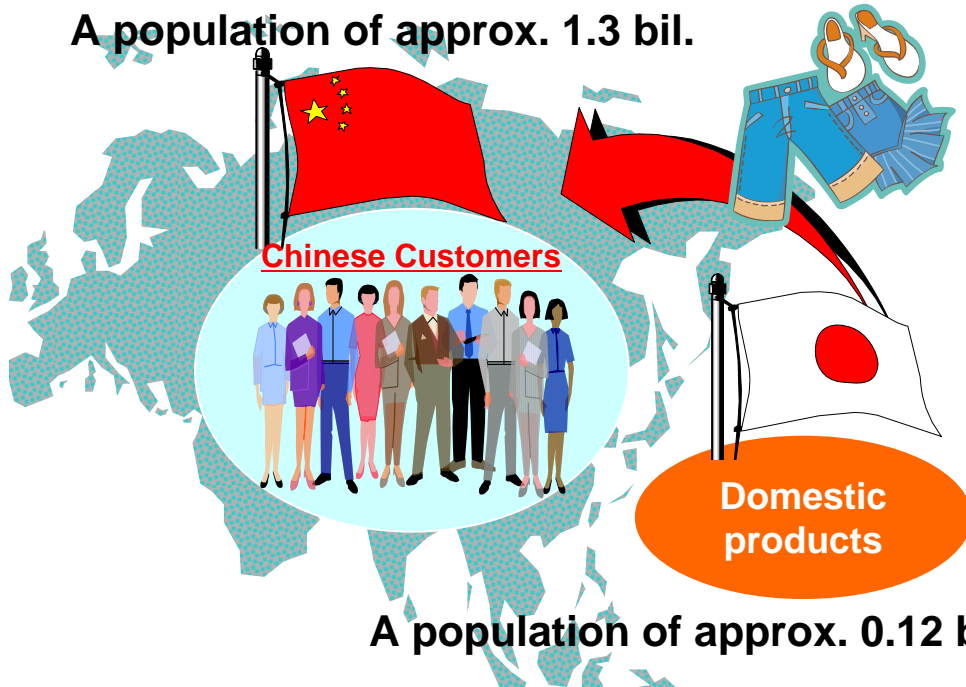 A population of approx. 1.3 bil.
Chinese Customers
Domestic
products
A population of approx. 0.12